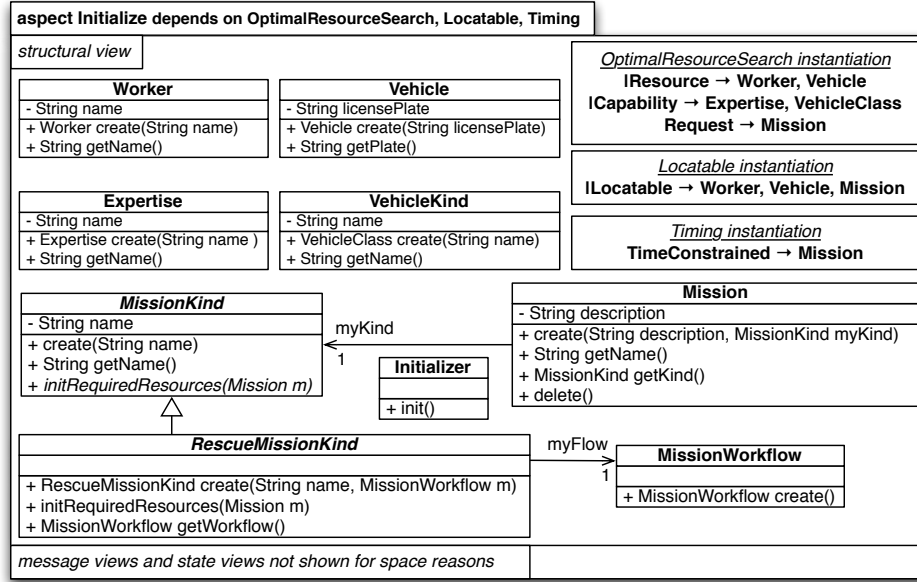 aspect Initialize depends on OptimalResourceSearch, Locatable, Timing
structural view
OptimalResourceSearch instantiation
|Resource → Worker, Vehicle
|Capability → Expertise, VehicleClass
Request → Mission
Locatable instantiation
|Locatable → Worker, Vehicle, Mission
Timing instantiation
TimeConstrained → Mission
Worker
- String name
+ Worker create(String name)
+ String getName()
Vehicle
- String licensePlate
+ Vehicle create(String licensePlate)
+ String getPlate()
Expertise
- String name
+ Expertise create(String name )
+ String getName()
VehicleKind
- String name
+ VehicleClass create(String name)
+ String getName()
MissionKind
- String name
+ create(String name)
+ String getName()
+ initRequiredResources(Mission m)
myKind
1
Initializer
+ init()
Mission
- String description
+ create(String description, MissionKind myKind)
+ String getName()
+ MissionKind getKind()
+ delete()
RescueMissionKind
+ RescueMissionKind create(String name, MissionWorkflow m)
+ initRequiredResources(Mission m)
+ MissionWorkflow getWorkflow()
myFlow
1
MissionWorkflow
+ MissionWorkflow create()
message views and state views not shown for space reasons